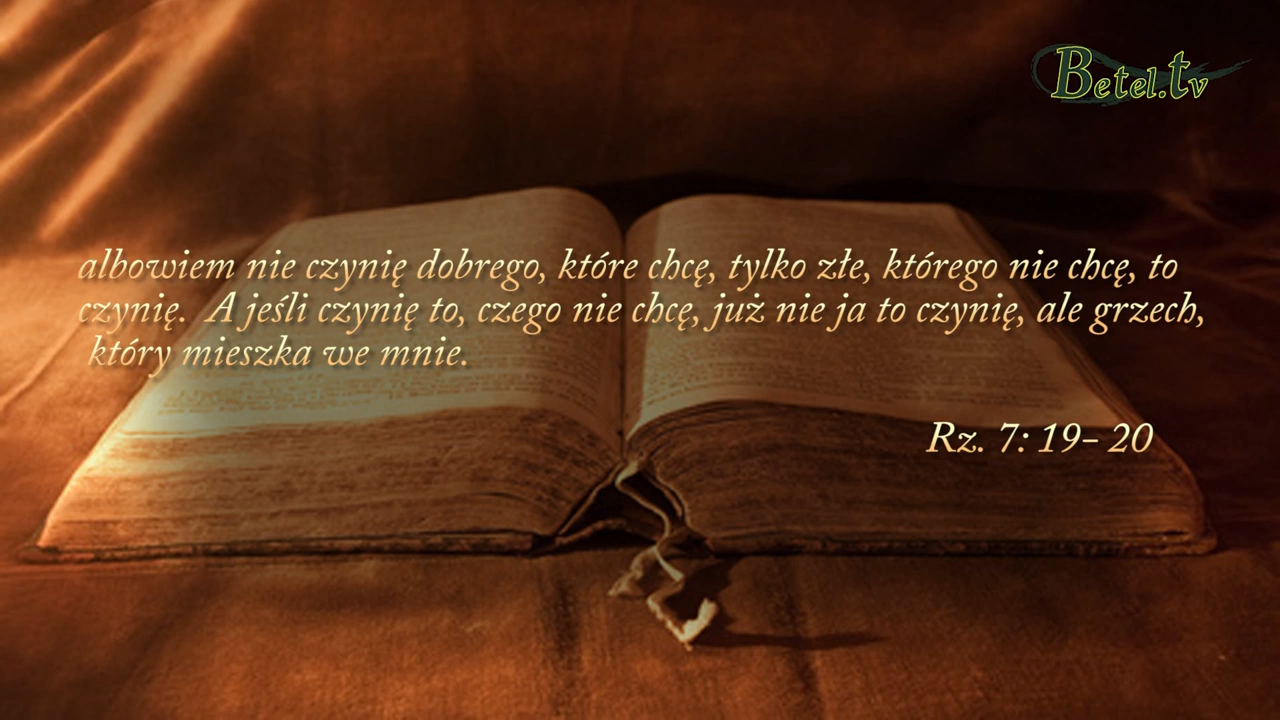 Betel.tv
albowiem nie czynię dobrego, które chcę, tylko złe, którego nie chcę, to
czynię. A jeśli czynię to, czego nie chcę, już nie ja to czynię, ale grzech,
który mieszka we mnie.
Rz. 7: 19- 20